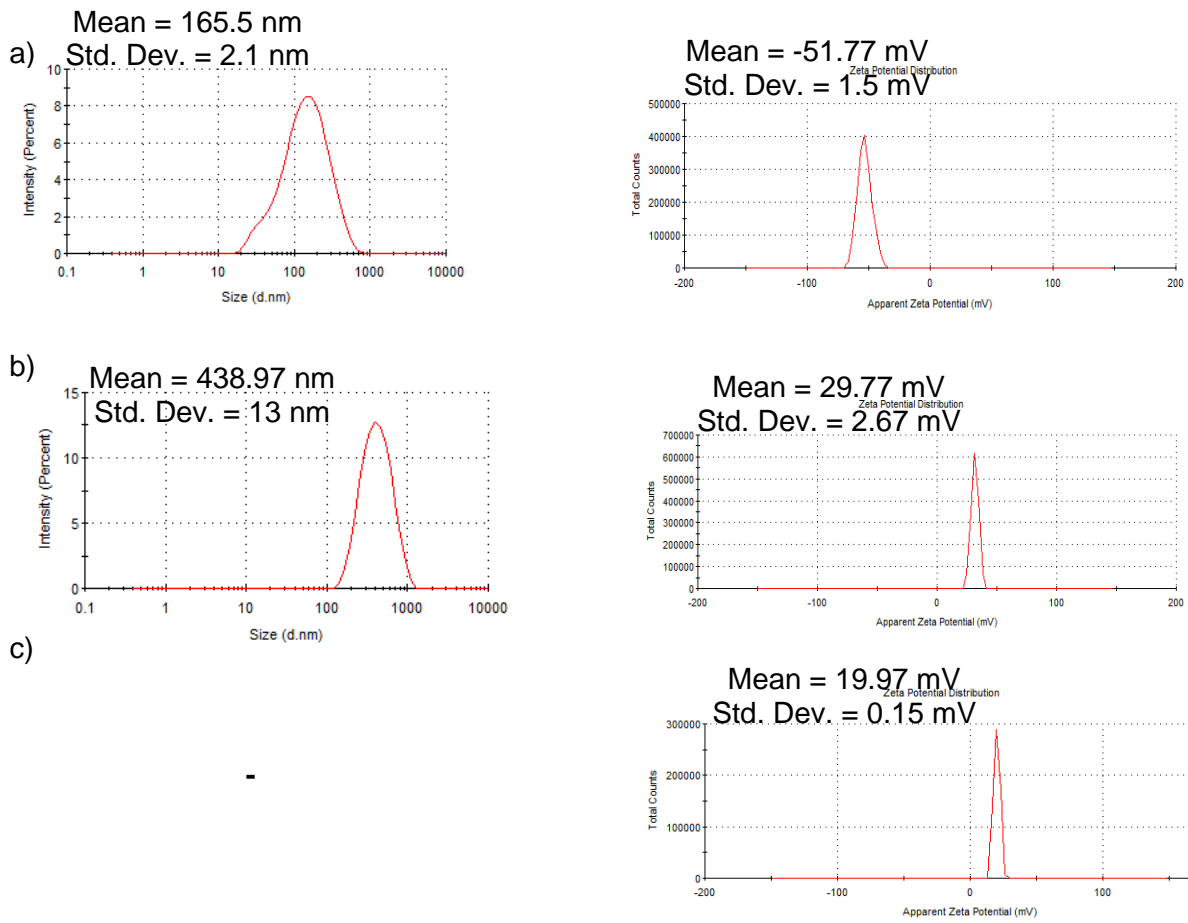 a)
Mean = 165.5 nm
Std. Dev. = 2.1 nm
10
8
6
4
2
0
Intensity (Percent)
0.1 1 10 100 1000 10000
Size (d.nm)
Mean = -51.77 mV
Zeta Potential Distribution
Std. Dev. = 1.5 mV
500000
400000
300000
200000
100000
0
Total Counts
-200 -100 0 100 200
Apparent Zeta Potential (mV)
b)
Mean = 438.97 nm
Std. Dev. = 13 nm
15
10
5
0
Intensity (Percent)
0.1 1 10 100 1000 10000
Size (d.nm)
Mean = 29.77 mV
Zeta Potential Distribution
Std. Dev. = 2.67 mV
700000
600000
500000
400000
300000
200000
100000
0
Total Counts
-200 -100 0 100 200
Apparent Zeta Potential (mV)
c)
-
Mean = 19.97 mV
Zeta Potential Distribution
Std. Dev. = 0.15 mV
300000
200000
100000
0
Total Counts
-200 -100 0 100
Apparent Zeta Potential (mV)